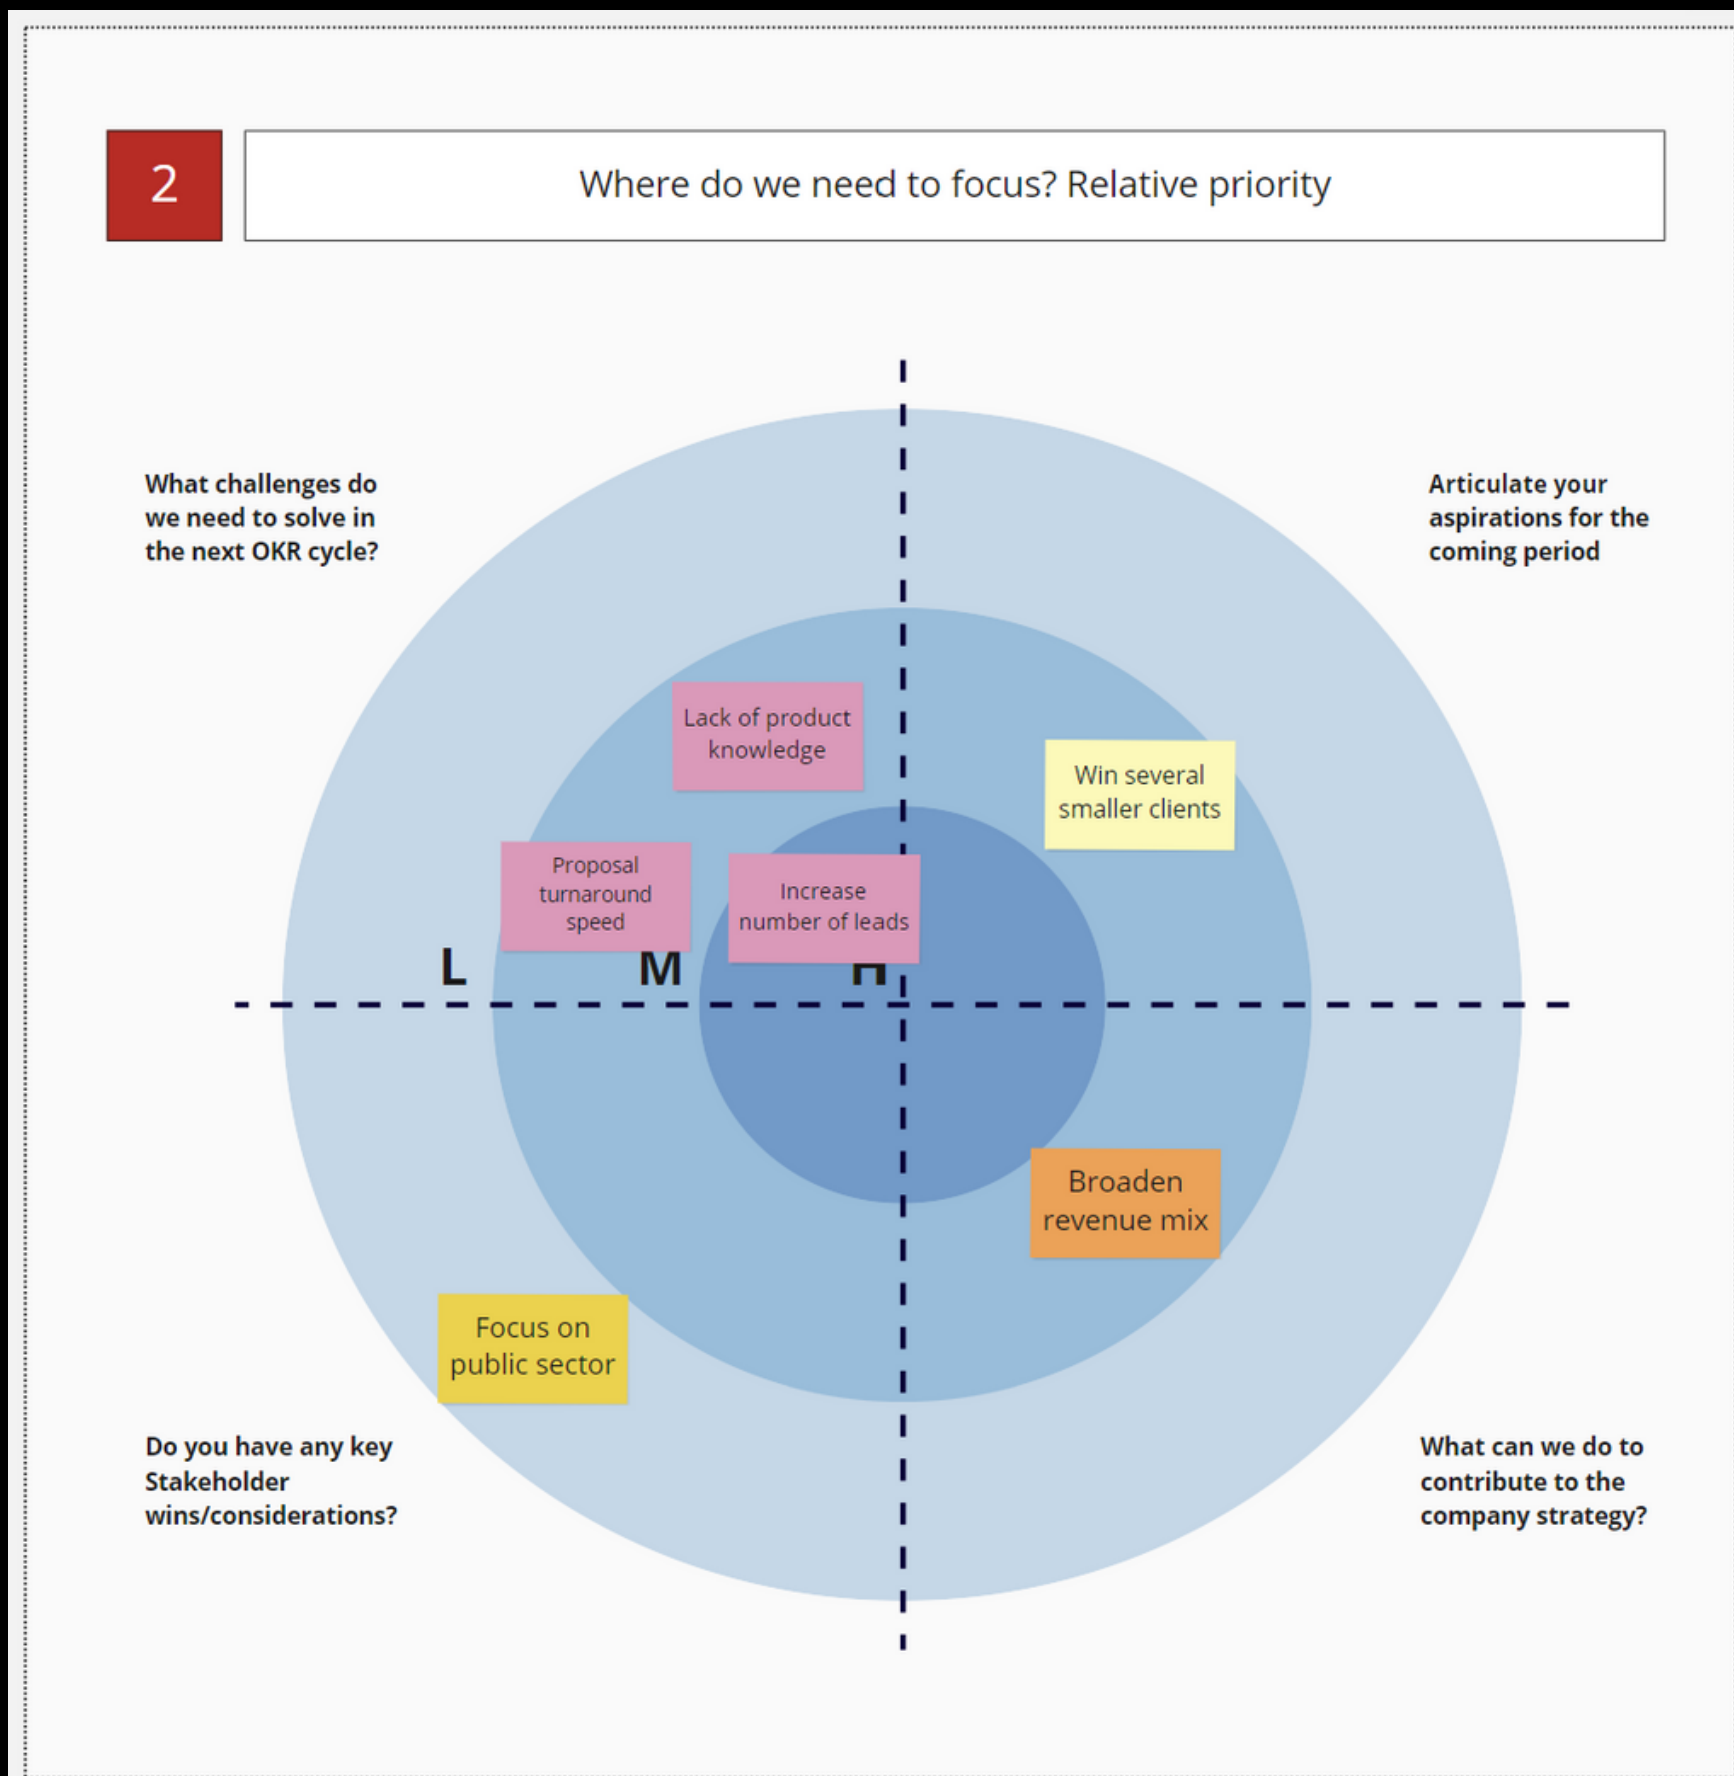 2
Where do we need to focus? Relative priority
What challenges do
we need to solve in
the next OKR cycle?
Articulate your
aspirations for the
coming period
Lack of product
knowledge
Win several
smaller clients
Proposal
turnaround
speed
Increase
number of leads
L
M
H
Broaden
revenue mix
Focus on
public sector
Do you have any key
Stakeholder
wins/considerations?
What can we do to
contribute to the
company strategy?